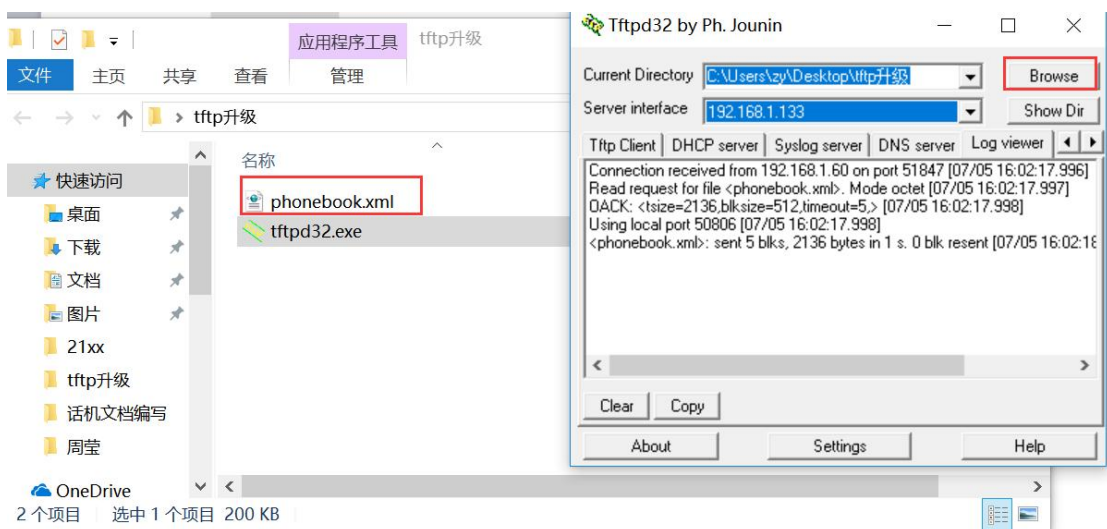 应用程序工具
tftp升级
文件
主页
共享
查看
管理
tftp升级
快速访问
桌面
下载
文档
图片
21xx
tftp升级
话机文档编写
周莹
OneDrive
名称
phonebook.xml
tftpd32.exe
2 个项目
选中 1 个项目 200 KB
Tftpd32 by Ph. Jounin
Current Directory C:\Users\zy\Desktop\tftp升级 Browse
Server interface 192.168.1.133 Show Dir
Tftp Client DHCP server Syslog server DNS server Log viewer
Connection received from 192.168.1.60 on port 51847 [07/05 16:02:17.996]
Read request for file <phonebook.xml>. Mode octet [07/05 16:02:17.997]
OACK: <tsize=2136,blksize=512,timeout=5,> [07/05 16:02:17.998]
Using local port 50806 [07/05 16:02:17.998]
<phonebook.xml>: sent 5 blks, 2136 bytes in 1 s. 0 blk resent [07/05 16:02:18
Clear Copy
About Settings Help